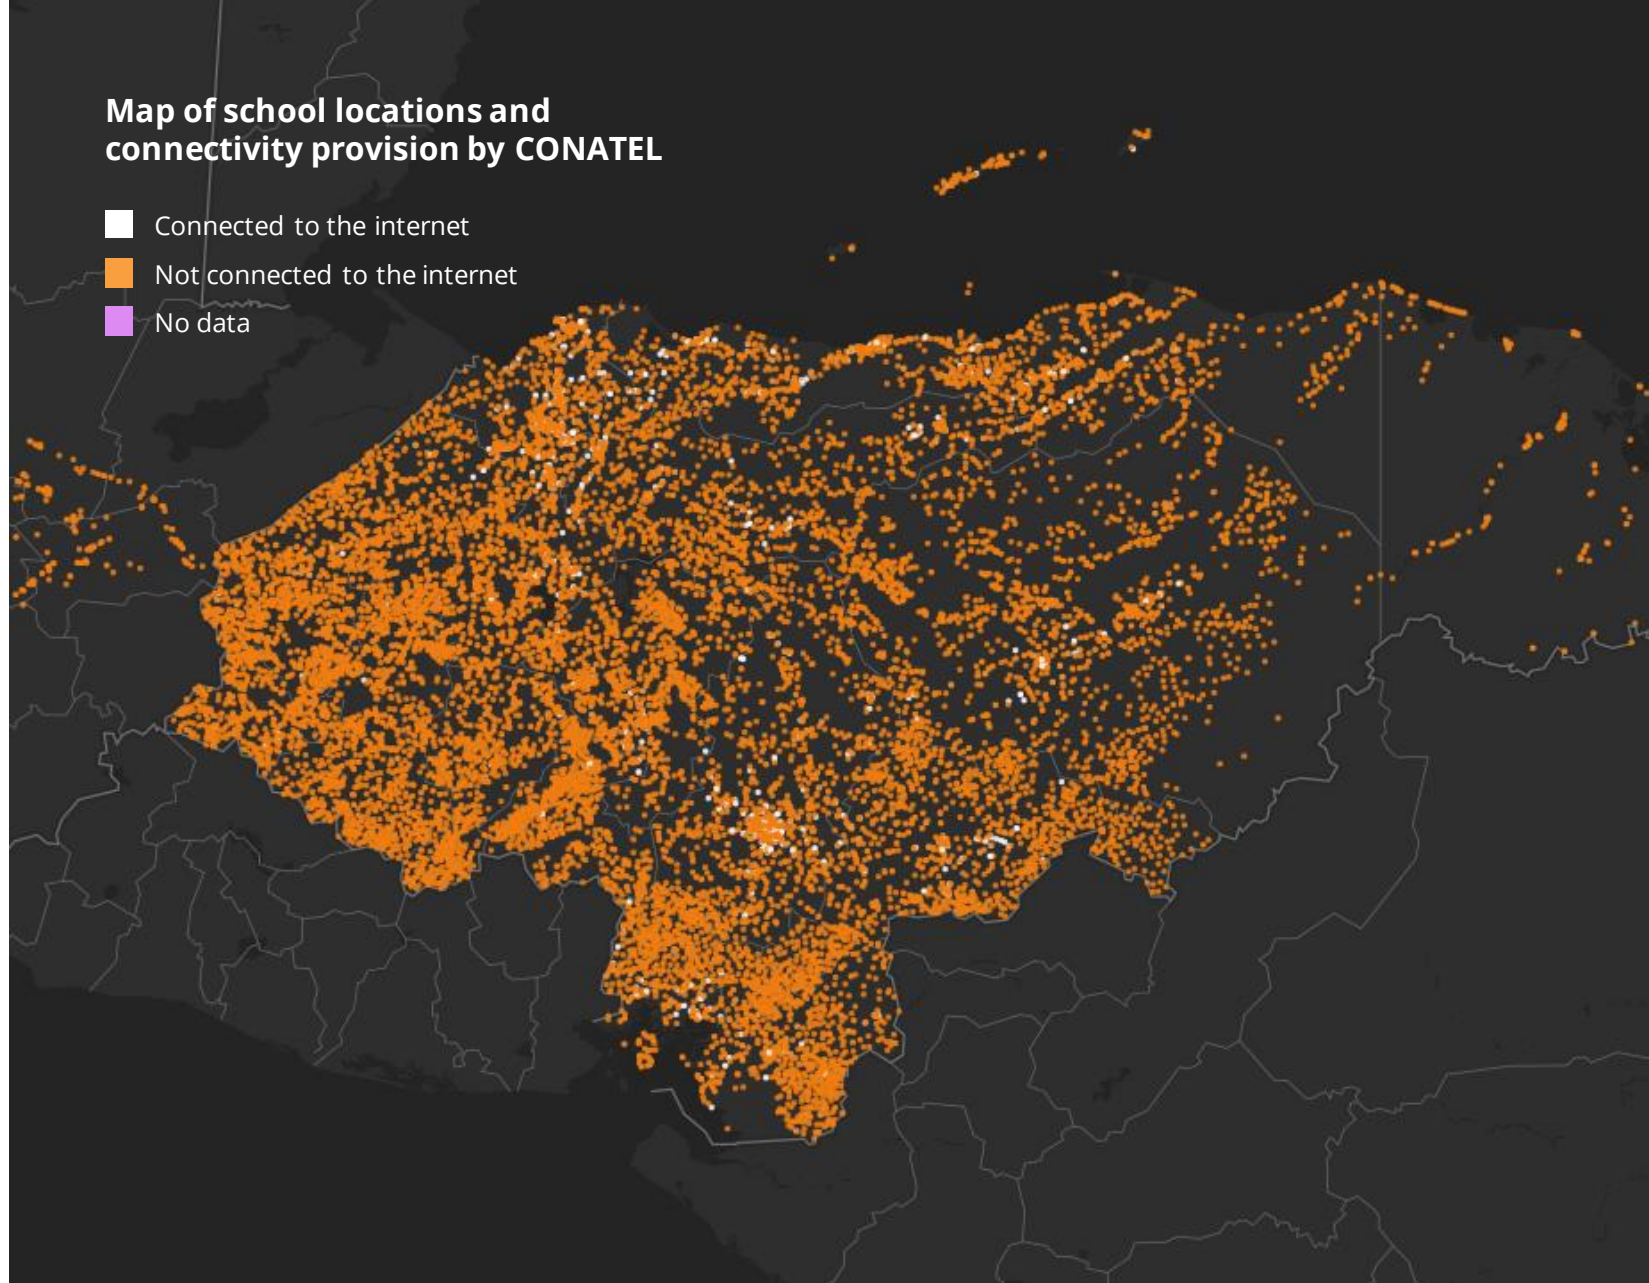 Map of school locations and
connectivity provision by CONATEL
Connected to the internet
Not connected to the internet
No data